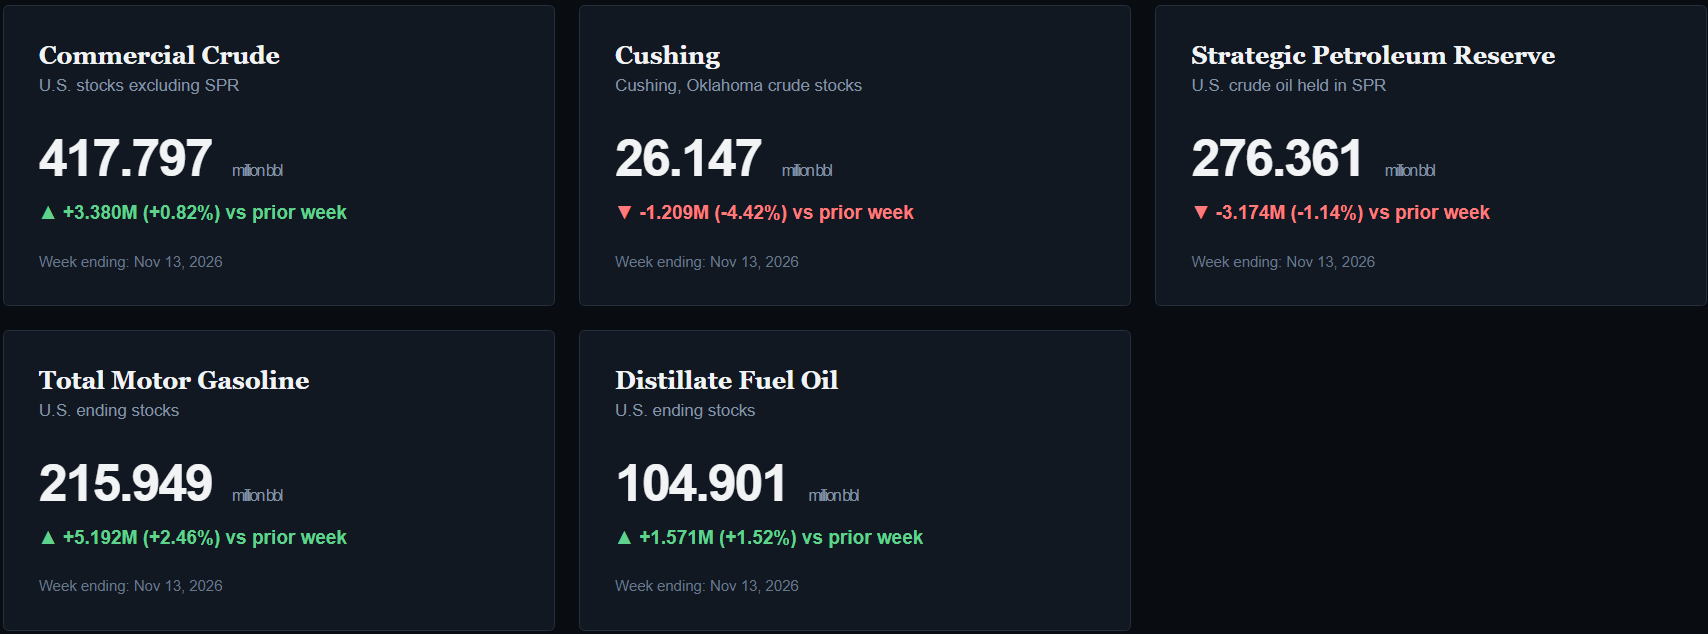 Commercial Crude
U.S. stocks excluding SPR
417.797 million bbl
▲ +3.380M (+0.82%) vs prior week
Week ending: Nov 13, 2026
Cushing
Cushing, Oklahoma crude stocks
26.147 million bbl
▼ -1.209M (-4.42%) vs prior week
Week ending: Nov 13, 2026
Strategic Petroleum Reserve
U.S. crude oil held in SPR
276.361 million bbl
▼ -3.174M (-1.14%) vs prior week
Week ending: Nov 13, 2026
Total Motor Gasoline
U.S. ending stocks
215.949 million bbl
▲ +5.192M (+2.46%) vs prior week
Week ending: Nov 13, 2026
Distillate Fuel Oil
U.S. ending stocks
104.901 million bbl
▲ +1.571M (+1.52%) vs prior week
Week ending: Nov 13, 2026